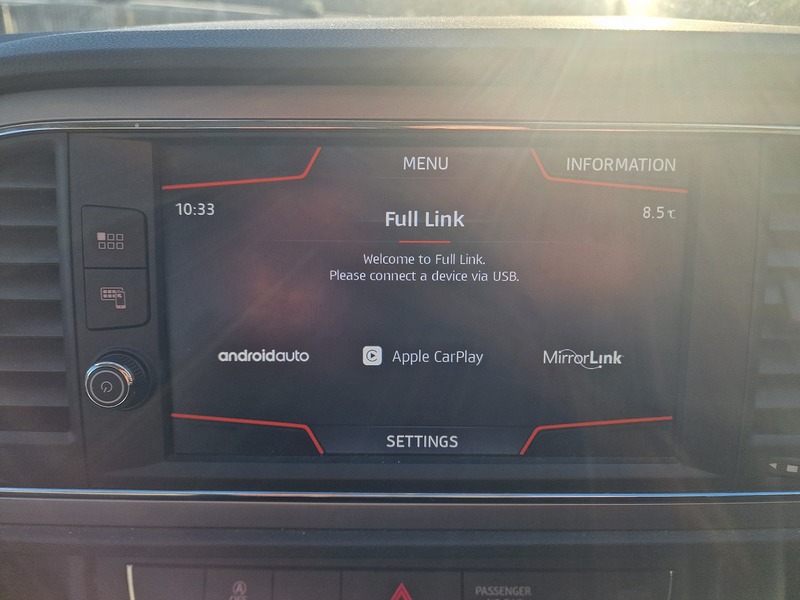 MENU
INFORMATION
10:33
Full Link
8.5℃
Welcome to Full Link.
Please connect a device via USB.
androidauto
Apple CarPlay
MirrorLink
SETTINGS
OFF
PASSENGER